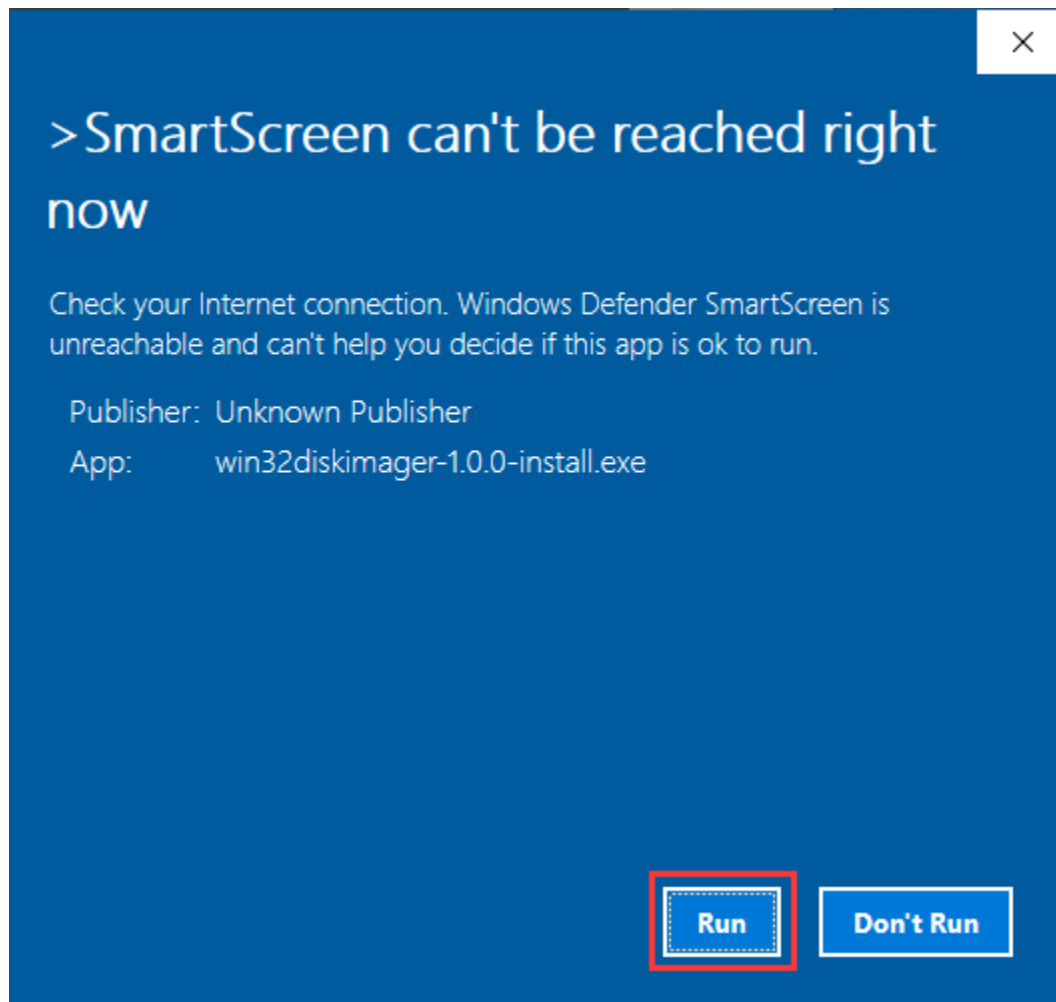 >SmartScreen can't be reached right
now
Check your Internet connection. Windows Defender SmartScreen is
unreachable and can't help you decide if this app is ok to run.
Publisher: Unknown Publisher
App: win32diskimager-1.0.0-install.exe
Run Don't Run